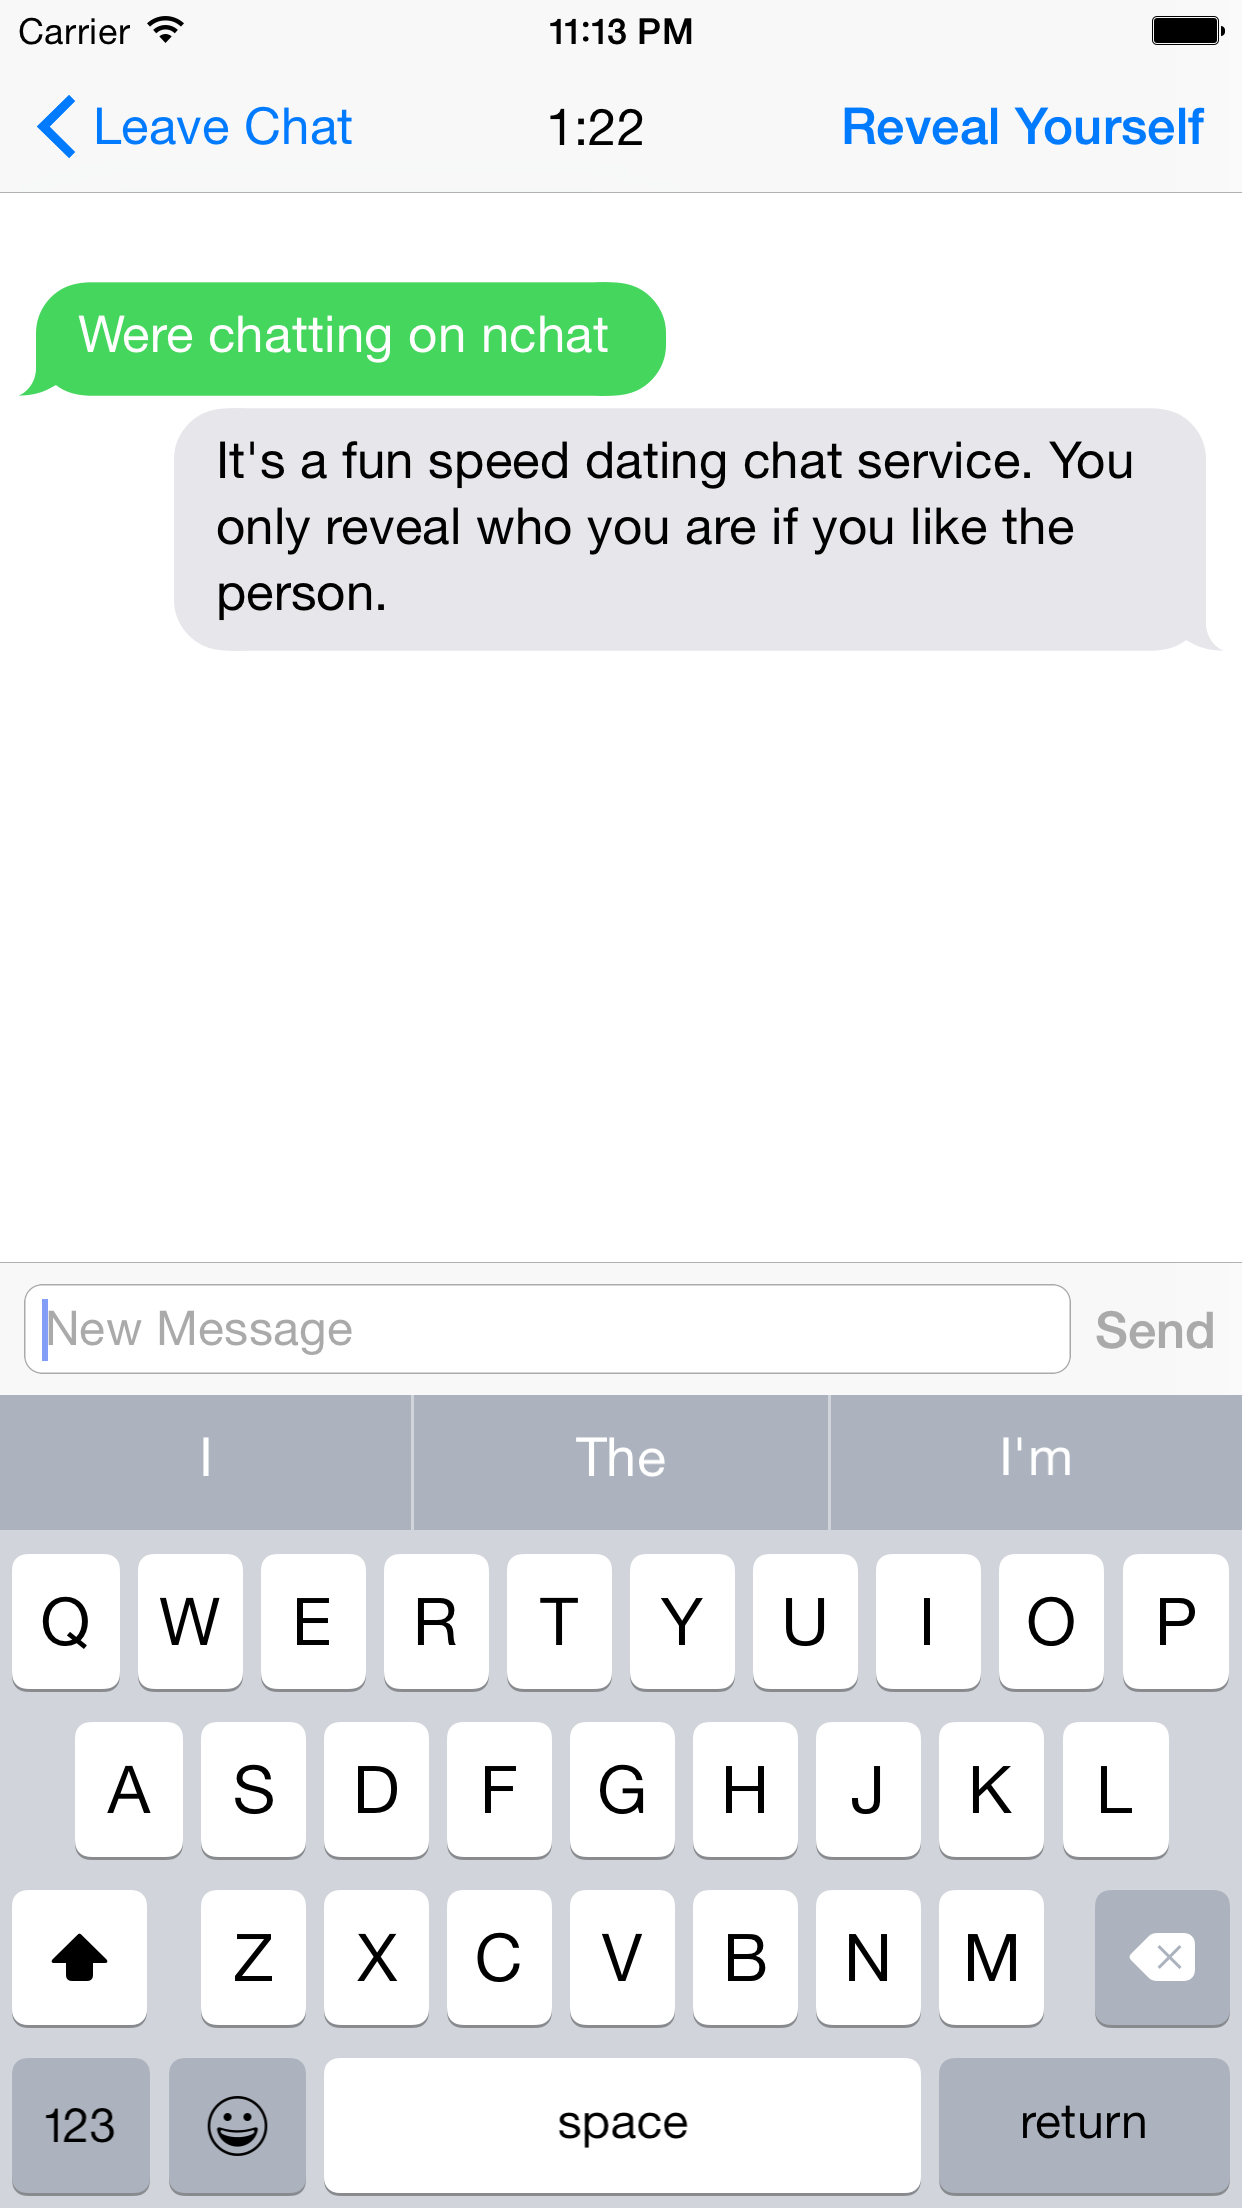 Carrier 11:13 PM
Leave Chat 1:22 Reveal Yourself
Were chatting on nchat
It's a fun speed dating chat service. You
only reveal who you are if you like the
person.
New Message Send
I The I'm
Q W E R T Y U I O P
A S D F G H J K L
Z X C V B N M
123 space return